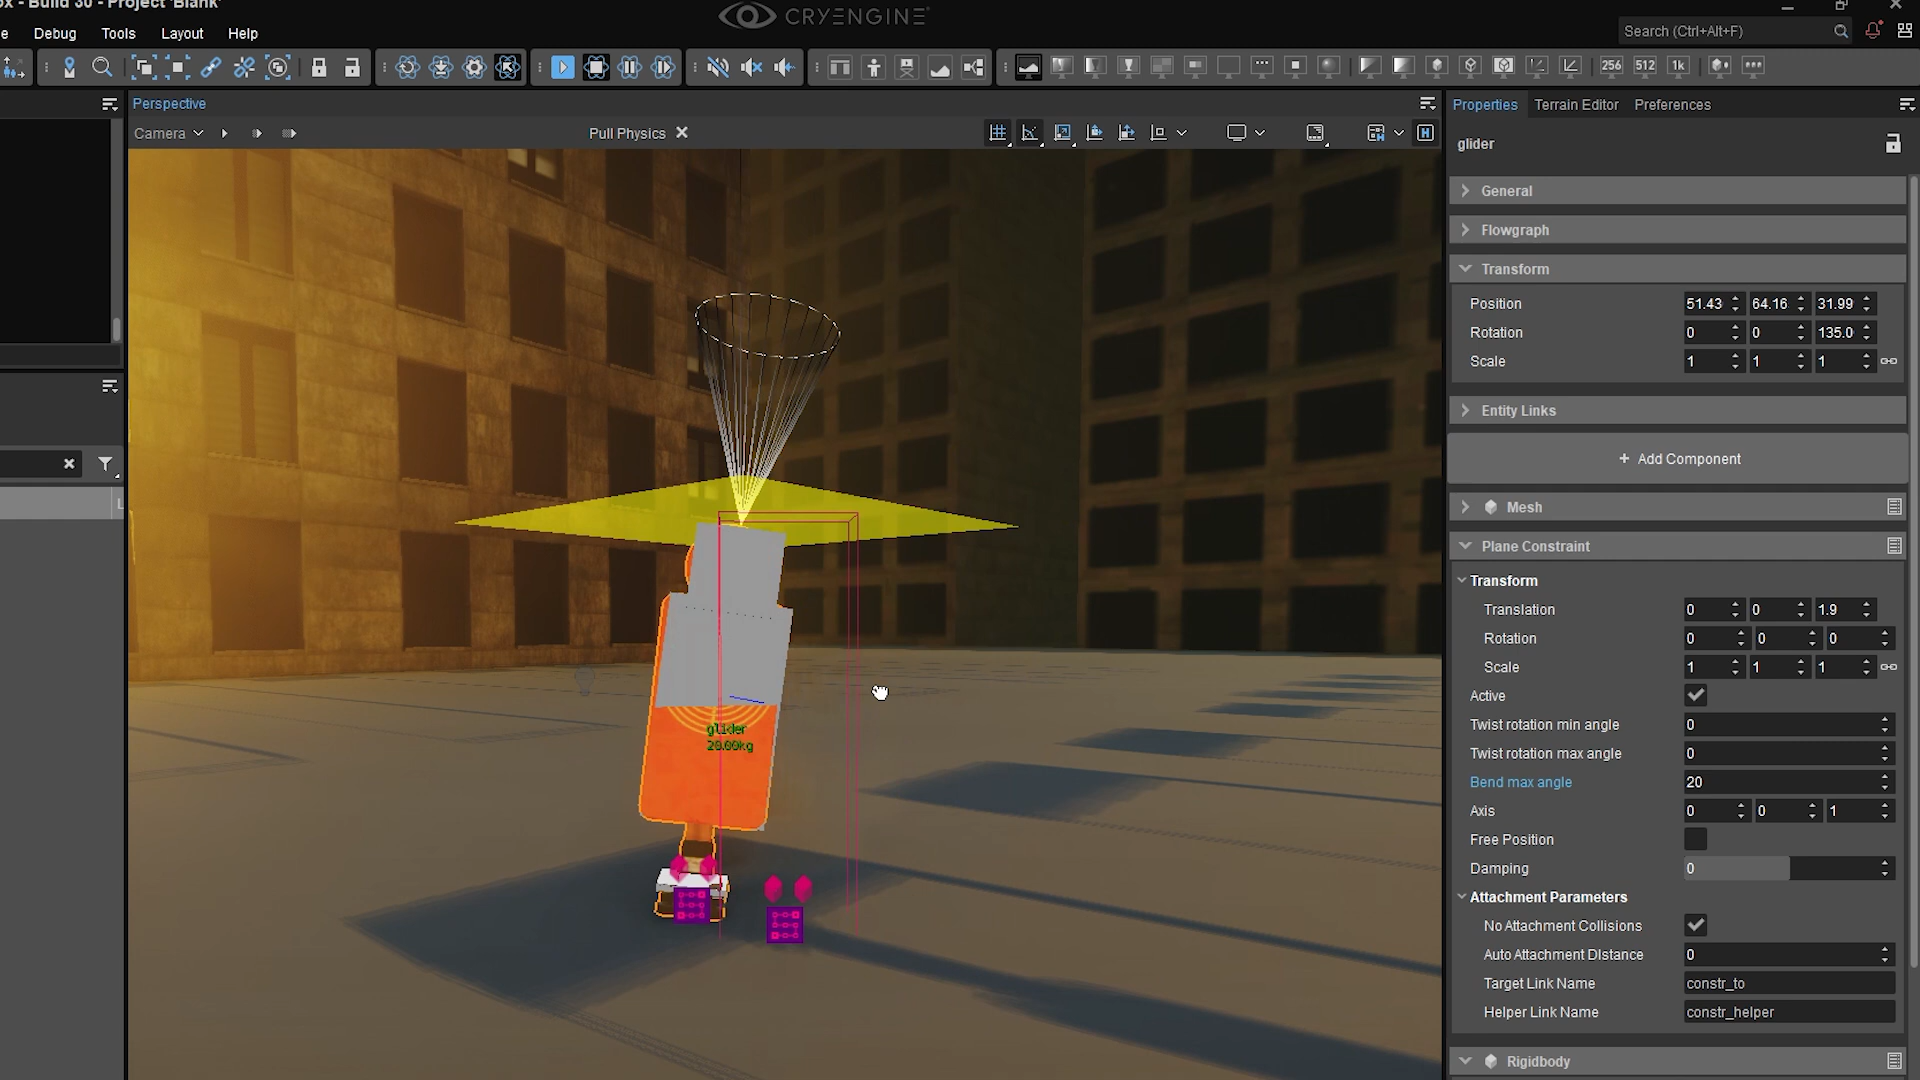 ox - Build 30 - Project 'Blank'
CRYENGINE
e Debug Tools Layout Help
Search (Ctrl+Alt+F)
256 512 1k
Perspective
Properties Terrain Editor Preferences
Camera
Pull Physics
glider
General
Flowgraph
Transform
Position 51.43 64.16 31.99
Rotation 0 0 135.0
Scale 1 1 1
Entity Links
+ Add Component
Mesh
Plane Constraint
Transform
Translation 0 0 1.9
Rotation 0 0 0
Scale 1 1 1
Active
Twist rotation min angle 0
Twist rotation max angle 0
Bend max angle 20
Axis 0 0 1
Free Position
Damping 0
Attachment Parameters
No Attachment Collisions
Auto Attachment DIstance 0
Target Link Name constr_to
Helper Link Name constr_helper
Rigidbody
L
glider
20.00kg